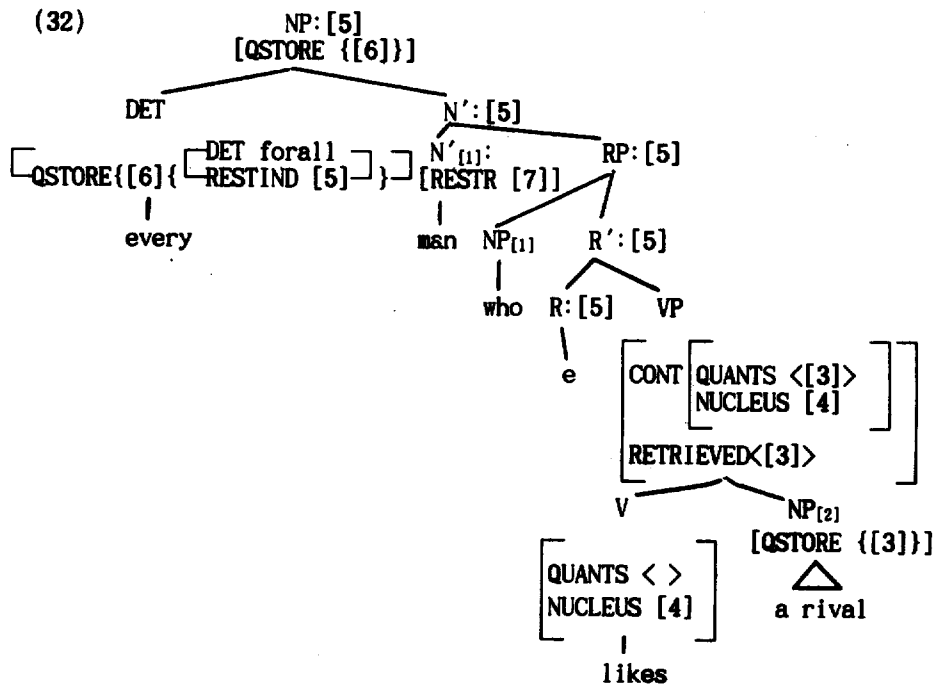 (32) NP:[5]
[QSTORE {[6]}]
DET N′:[5]
DET forall N′[1]: RP:[5]
QSTORE{[6]{ RESTIND [5] } [RESTR [7]]
every man NP[1] R′:[5]
who R:[5] VP
e CONT QUANTS <[3]>
NUCLEUS [4]
RETRIEVED<[3]>
V NP[2]
[QSTORE {[3]}]
QUANTS < >
NUCLEUS [4] a rival
likes